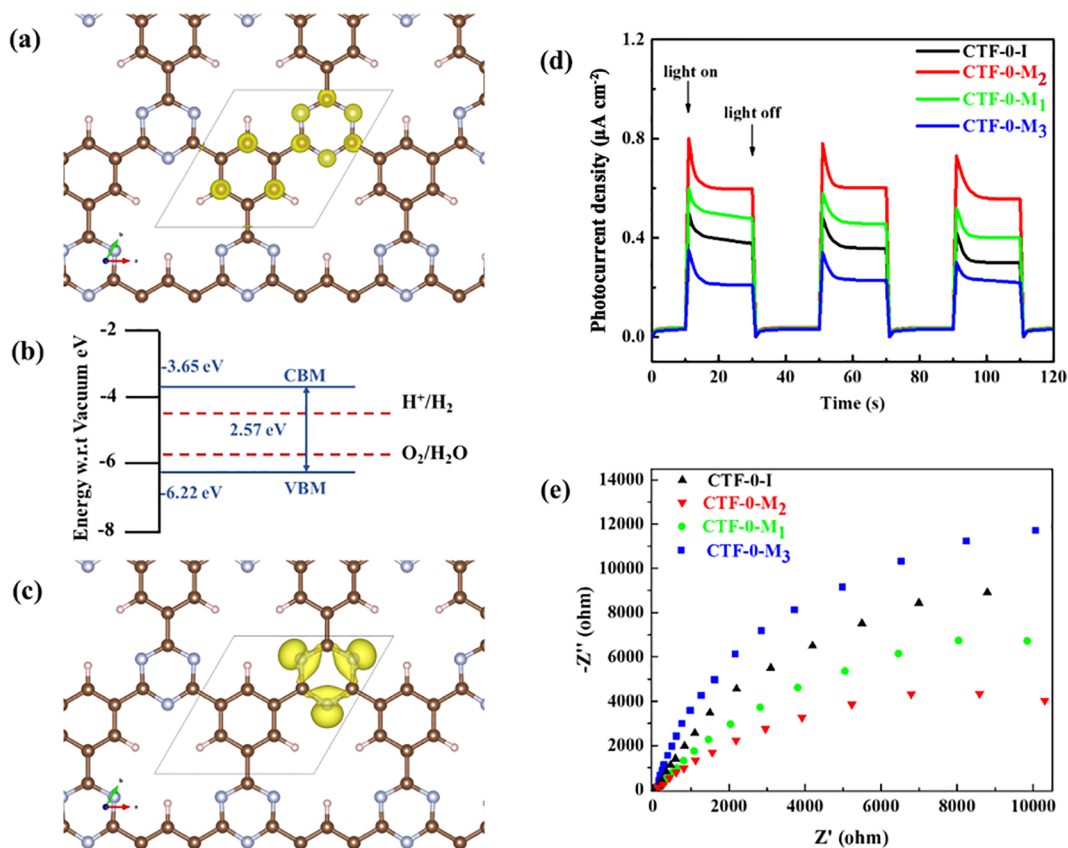 (a)
(b)
Energy w.r.t Vacuum eV
-2
-4
-6
-8
-3.65 eV
CBM
H⁺/H₂
2.57 eV
O₂/H₂O
-6.22 eV
VBM
(c)
(d)
Photocurrent density (μA cm⁻²)
1.2
0.8
0.4
0.0
light on
light off
CTF-0-I
CTF-0-M₂
CTF-0-M₁
CTF-0-M₃
0 20 40 60 80 100 120
Time (s)
(e)
-Z'' (ohm)
14000
12000
10000
8000
6000
4000
2000
0
CTF-0-I
CTF-0-M₂
CTF-0-M₁
CTF-0-M₃
0 2000 4000 6000 8000 10000
Z' (ohm)